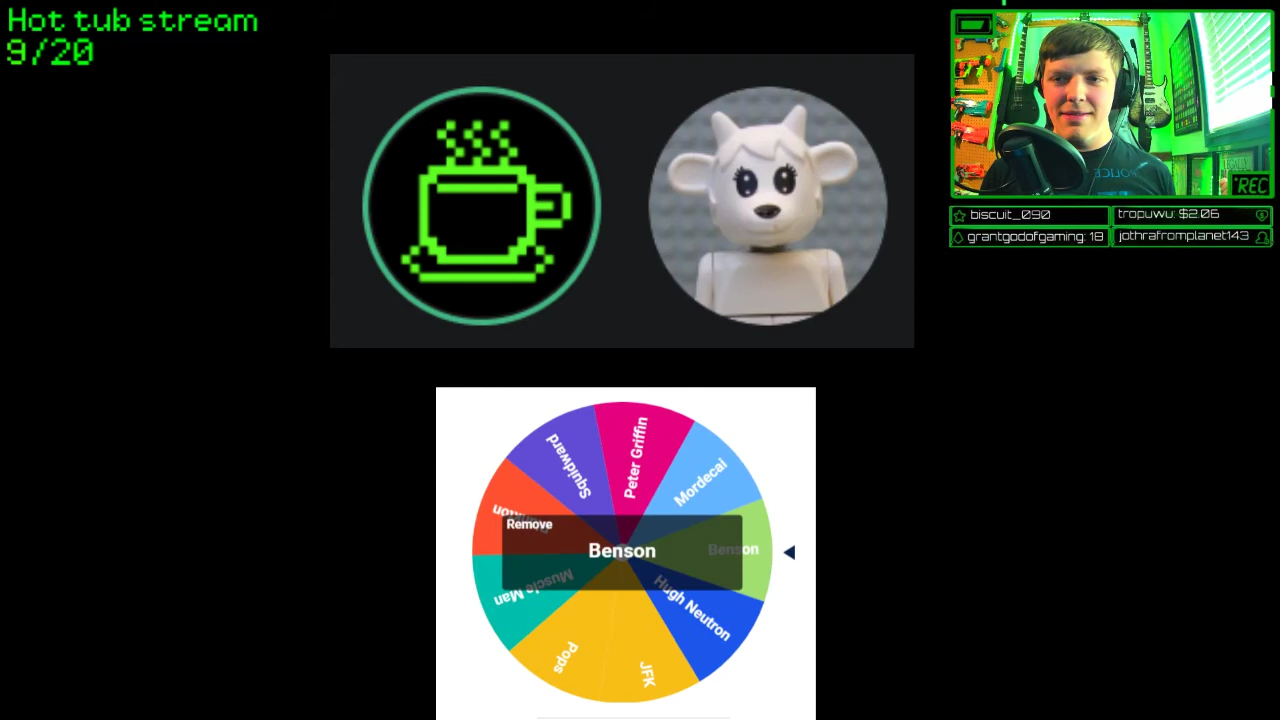 Hot tub stream
9/20
REC
biscuit_090
tropuwu: $2.06
grantgodofgaming: 18
jothrafromplanet143
Squidward
Peter Griffin
Mordecai
Remove
Benson
Benson
Muscle Man
Hugh Neutron
Pops
JFK